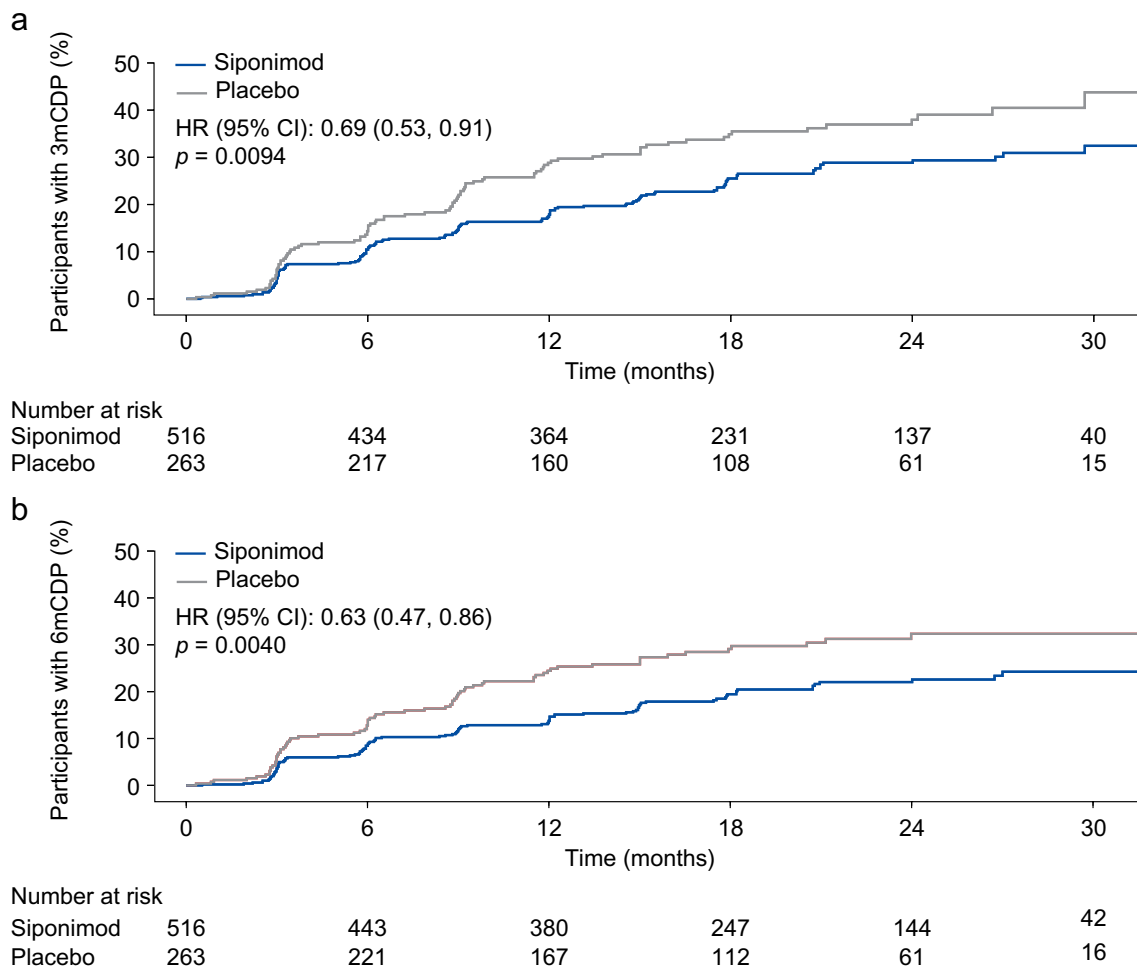 a
Participants with 3mCDP (%)
50
40
30
20
10
0
Siponimod
Placebo
HR (95% CI): 0.69 (0.53, 0.91)
p = 0.0094
0 6 12 18 24 30
Time (months)
Number at risk
Siponimod 516 434 364 231 137 40
Placebo 263 217 160 108 61 15
b
Participants with 6mCDP (%)
50
40
30
20
10
0
Siponimod
Placebo
HR (95% CI): 0.63 (0.47, 0.86)
p = 0.0040
0 6 12 18 24 30
Time (months)
Number at risk
Siponimod 516 443 380 247 144 42
Placebo 263 221 167 112 61 16